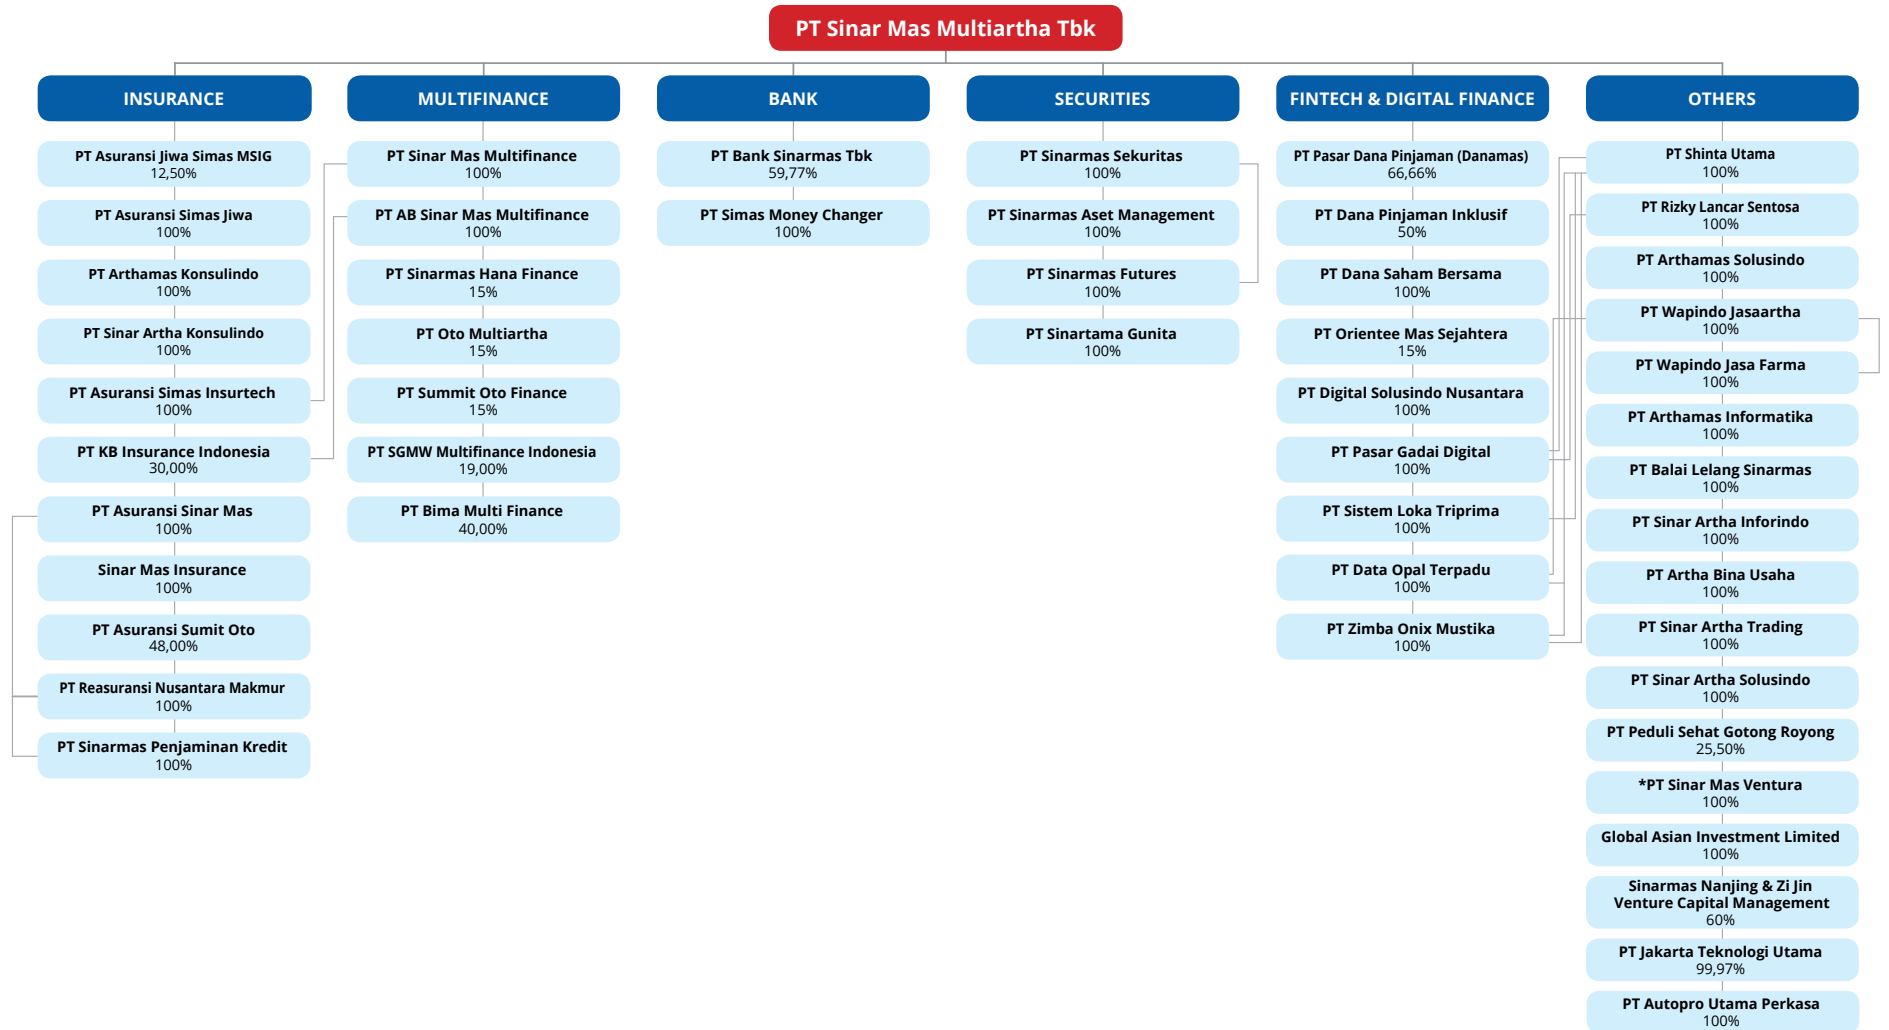 PT Sinar Mas Multiartha Tbk
INSURANCE
PT Asuransi Jiwa Simas MSIG
12,50%
PT Asuransi Simas Jiwa
100%
PT Arthamas Konsulindo
100%
PT Sinar Artha Konsulindo
100%
PT Asuransi Simas Insurtech
100%
PT KB Insurance Indonesia
30,00%
PT Asuransi Sinar Mas
100%
Sinar Mas Insurance
100%
PT Asuransi Sumit Oto
48,00%
PT Reasuransi Nusantara Makmur
100%
PT Sinarmas Penjaminan Kredit
100%
MULTIFINANCE
PT Sinar Mas Multifinance
100%
PT AB Sinar Mas Multifinance
100%
PT Sinarmas Hana Finance
15%
PT Oto Multiartha
15%
PT Summit Oto Finance
15%
PT SGMW Multifinance Indonesia
19,00%
PT Bima Multi Finance
40,00%
BANK
PT Bank Sinarmas Tbk
59,77%
PT Simas Money Changer
100%
SECURITIES
PT Sinarmas Sekuritas
100%
PT Sinarmas Aset Management
100%
PT Sinarmas Futures
100%
PT Sinartama Gunita
100%
FINTECH & DIGITAL FINANCE
PT Pasar Dana Pinjaman (Danamas)
66,66%
PT Dana Pinjaman Inklusif
50%
PT Dana Saham Bersama
100%
PT Orientee Mas Sejahtera
15%
PT Digital Solusindo Nusantara
100%
PT Pasar Gadai Digital
100%
PT Sistem Loka Triprima
100%
PT Data Opal Terpadu
100%
PT Zimba Onix Mustika
100%
OTHERS
PT Shinta Utama
100%
PT Rizky Lancar Sentosa
100%
PT Arthamas Solusindo
100%
PT Wapindo Jasaartha
100%
PT Wapindo Jasa Farma
100%
PT Arthamas Informatika
100%
PT Balai Lelang Sinarmas
100%
PT Sinar Artha Inforindo
100%
PT Artha Bina Usaha
100%
PT Sinar Artha Trading
100%
PT Sinar Artha Solusindo
100%
PT Peduli Sehat Gotong Royong
25,50%
*PT Sinar Mas Ventura
100%
Global Asian Investment Limited
100%
Sinarmas Nanjing & Zi Jin
Venture Capital Management
60%
PT Jakarta Teknologi Utama
99,97%
PT Autopro Utama Perkasa
100%